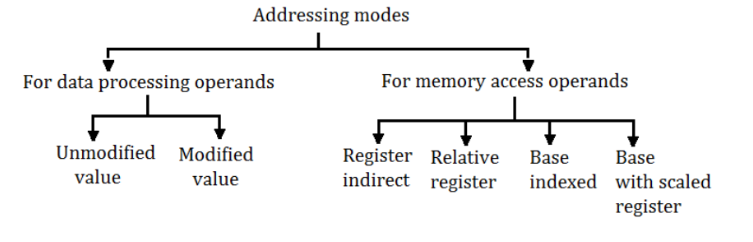 Addressing modes
For data processing operands
For memory access operands
Unmodified
value
Modified
value
Register
indirect
Relative
register
Base
indexed
Base
with scaled
register